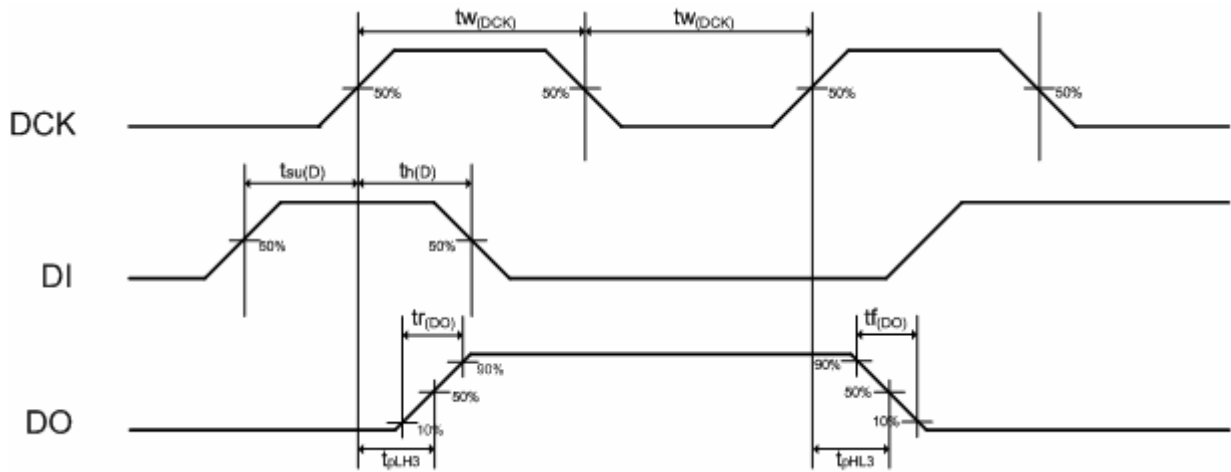 tw(DCK) tw(DCK)
50% 50% 50% 50%
DCK
tsu(D) th(D)
50% 50%
DI
tr(DO) tf(DO)
90% 90%
50% 50%
DO
10% 10%
tpLH3 tpHL3